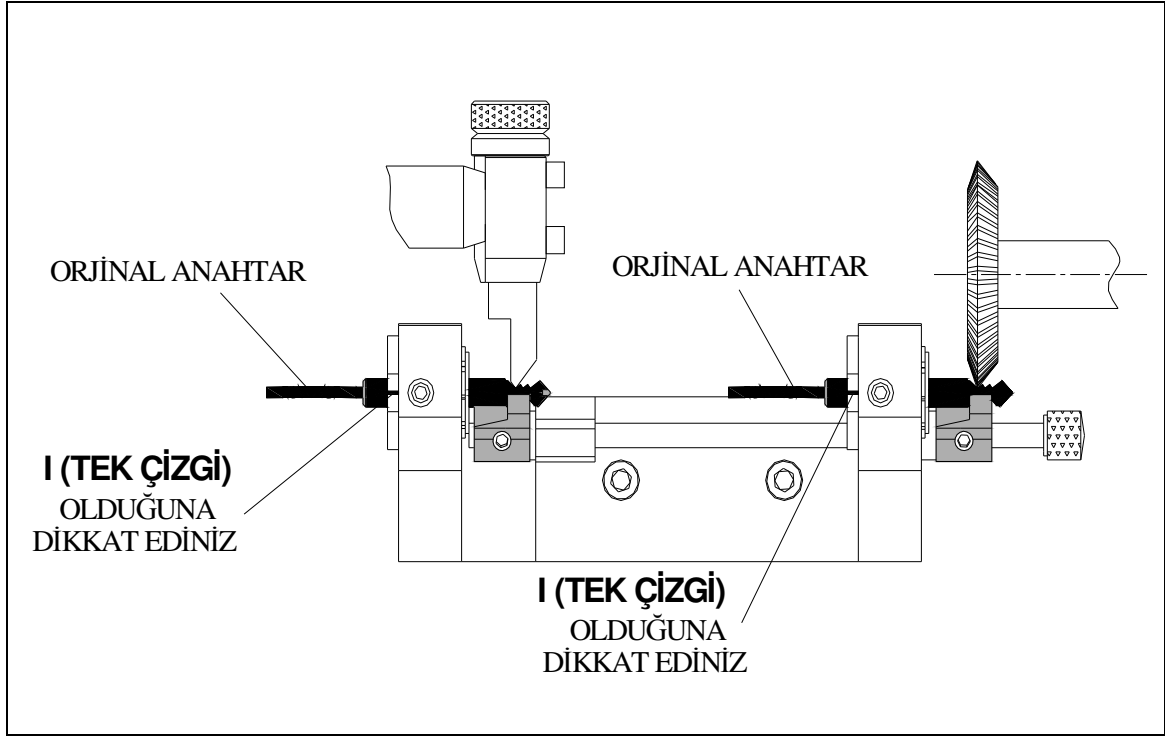 ORJİNAL ANAHTAR
ORJİNAL ANAHTAR
I (TEK ÇİZGİ)
OLDUĞUNA
DİKKAT EDİNİZ
I (TEK ÇİZGİ)
OLDUĞUNA
DİKKAT EDİNİZ